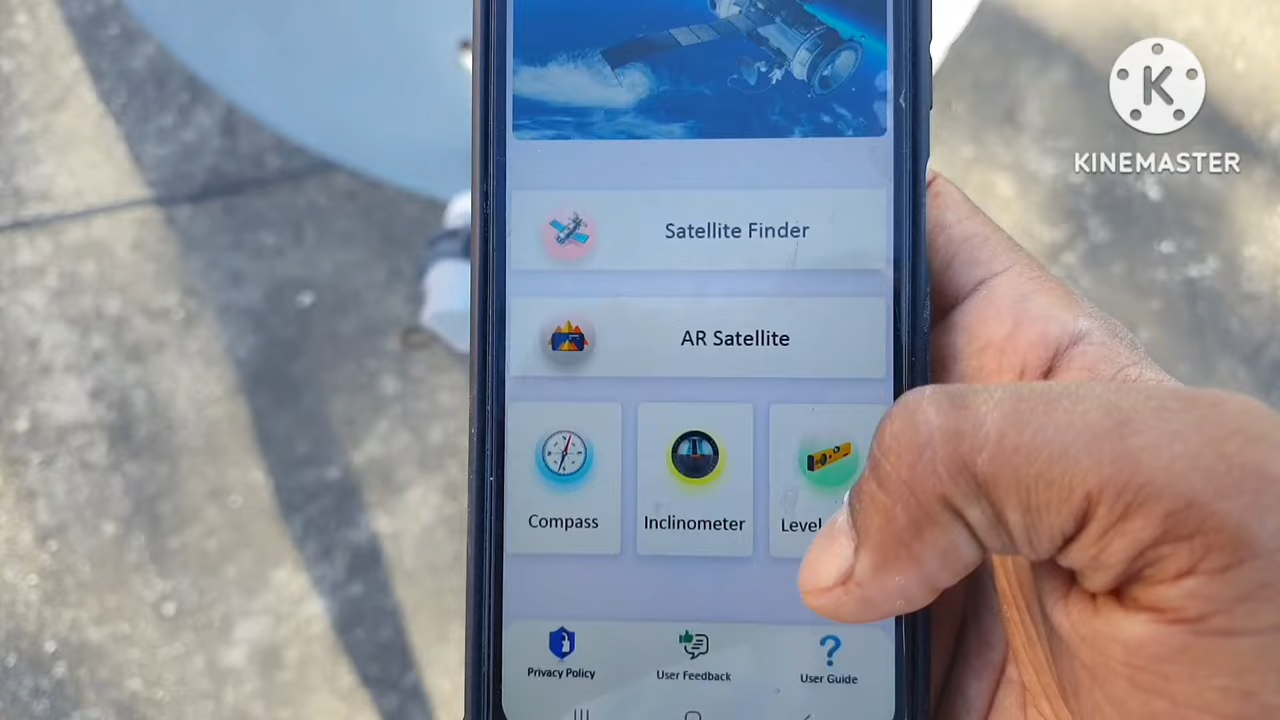 K
KINEMASTER
Satellite Finder
AR Satellite
Compass
Inclinometer
Level
Privacy Policy
User Feedback
User Guide